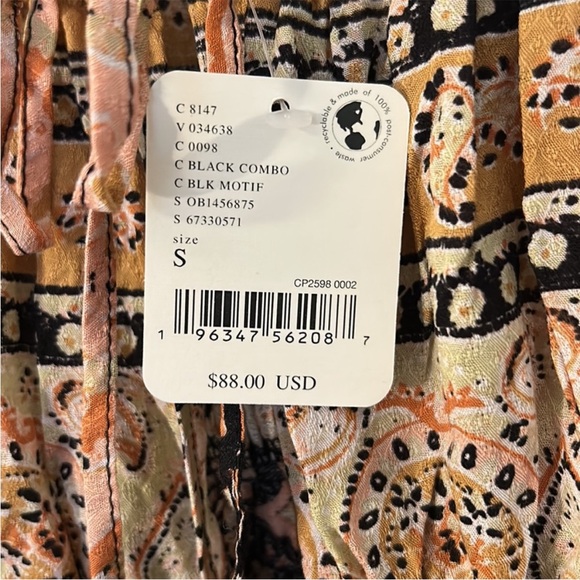 C 8147
V 034638
C 0098
C BLACK COMBO
C BLK MOTIF
S OB1456875
S 67330571
size
S
recyclable & made of 100% post-consumer waste •
CP2598 0002
1 96347 56208 7
$88.00 USD